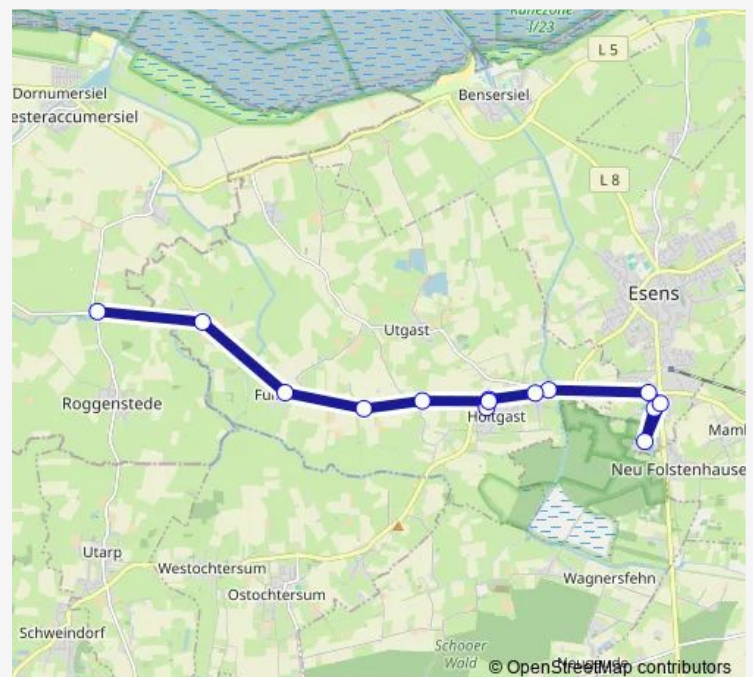 I/23
L 5
Dornumersiel
esteraccumersiel
Bensersiel
L 8
Esens
Utgast
Roggenstede
Holtgast
Neu Folstenhause
Utarp
Westochtersum
Ostochtersum
Wagnersfehn
Schweindorf
Schooer
Wald
© OpenStreetMap contributors